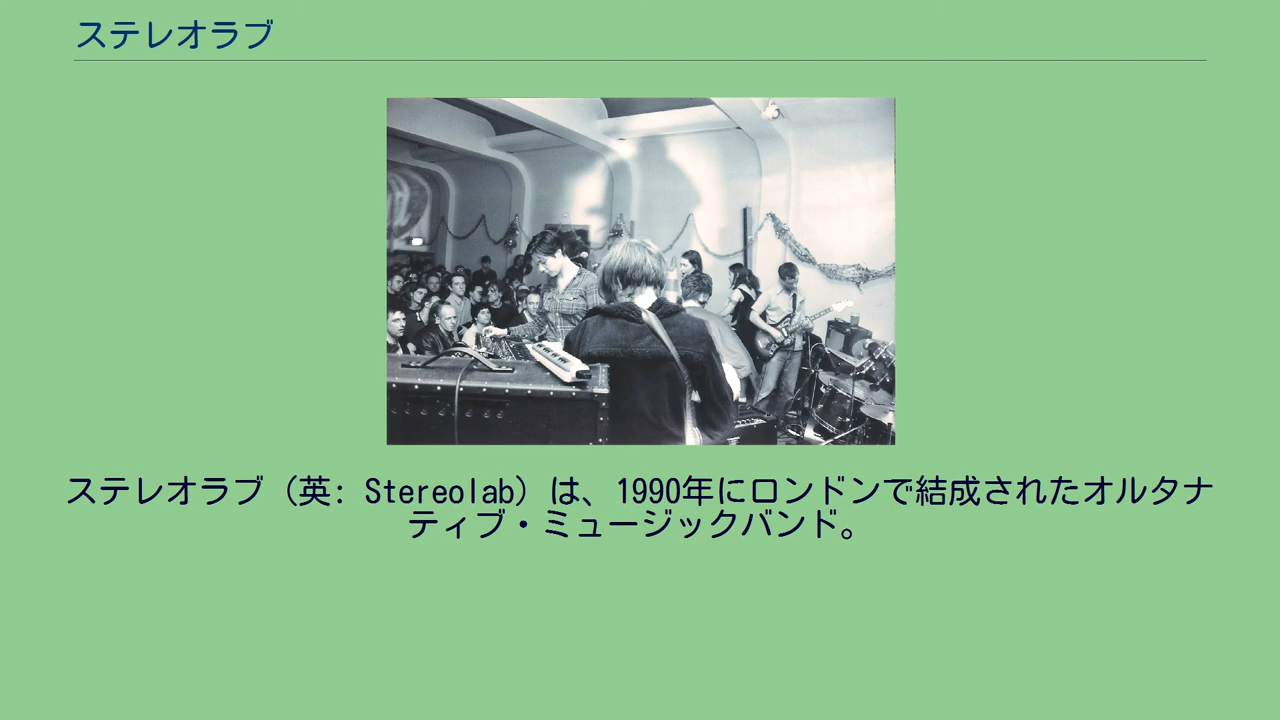 ステレオラブ
ステレオラブ（英: Stereolab）は、1990年にロンドンで結成されたオルタナ
ティブ・ミュージックバンド。